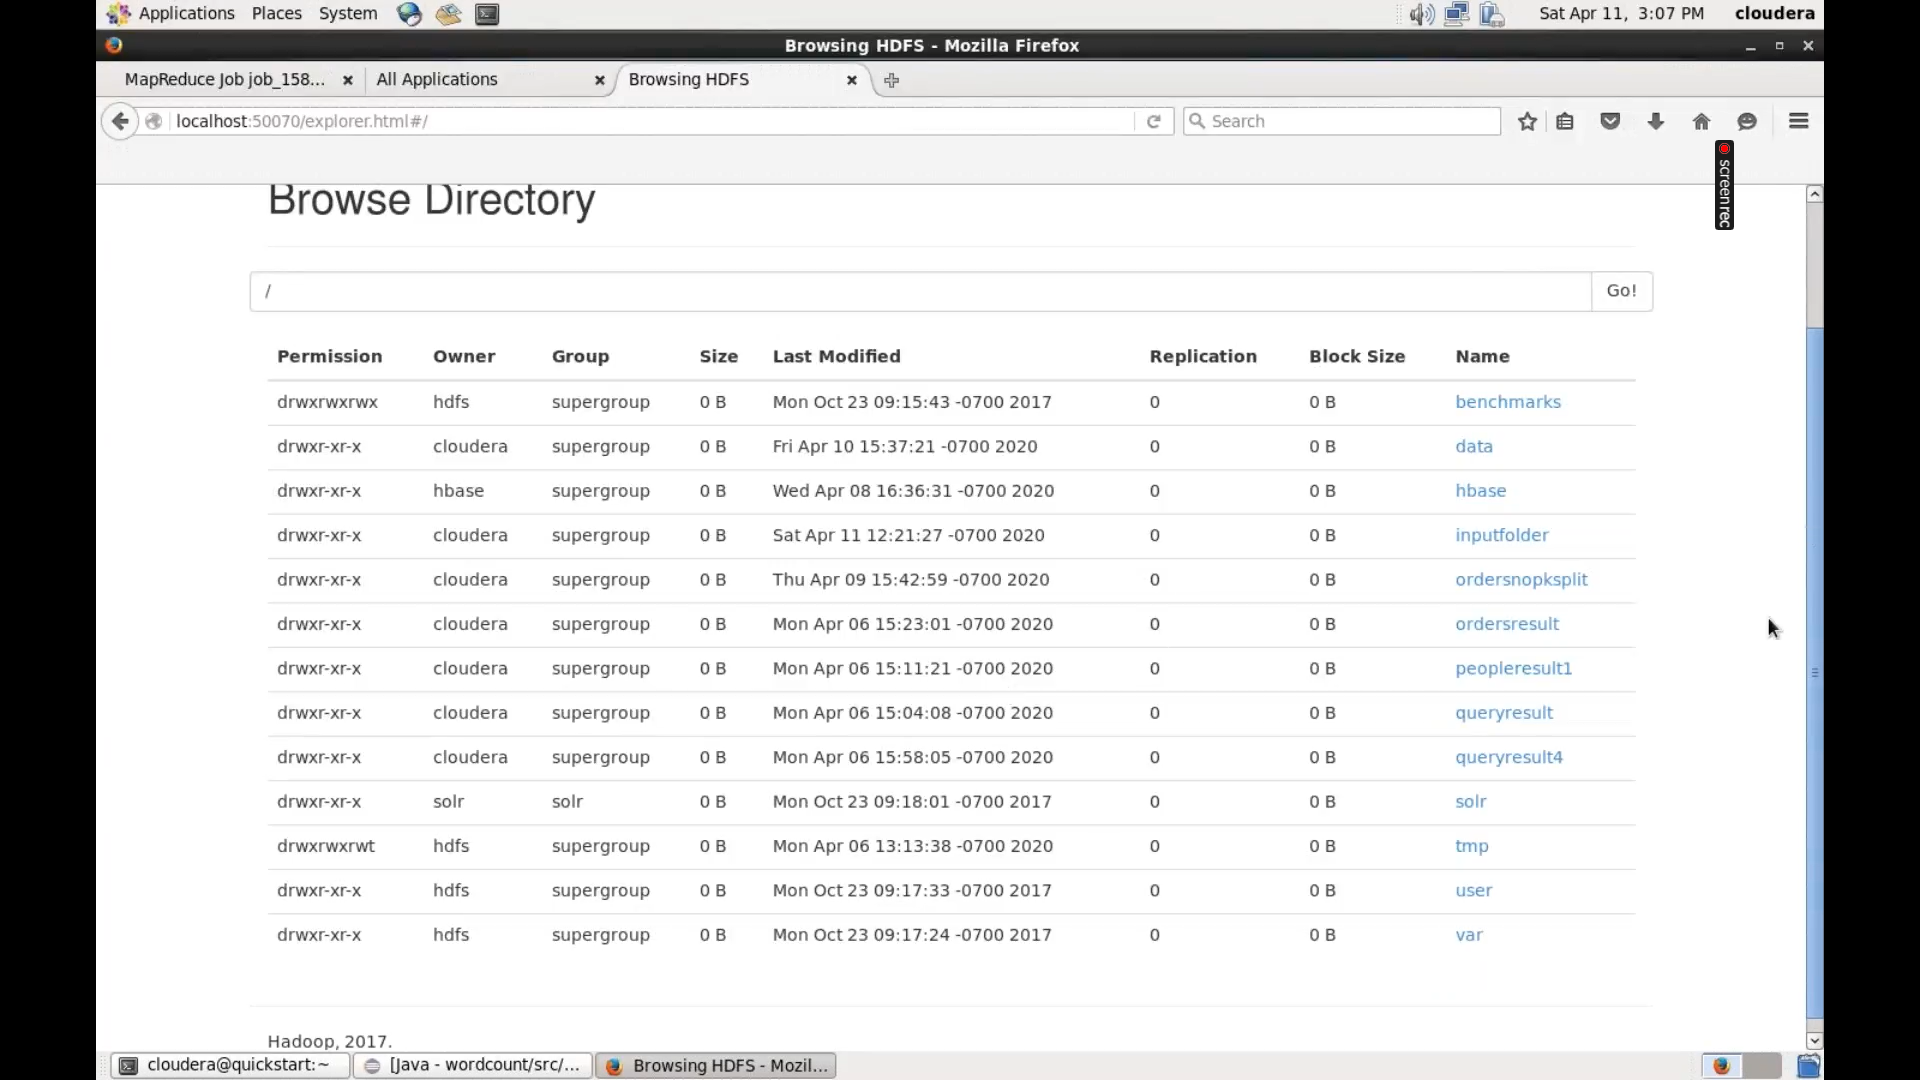 Applications Places System Sat Apr 11, 3:07 PM cloudera
Browsing HDFS - Mozilla Firefox
MapReduce Job job_158... All Applications Browsing HDFS
localhost:50070/explorer.html#/ Search
screenrec
Browse Directory
/ Go!
Permission Owner Group Size Last Modified Replication Block Size Name
drwxrwxrwx hdfs supergroup 0 B Mon Oct 23 09:15:43 -0700 2017 0 0 B benchmarks
drwxr-xr-x cloudera supergroup 0 B Fri Apr 10 15:37:21 -0700 2020 0 0 B data
drwxr-xr-x hbase supergroup 0 B Wed Apr 08 16:36:31 -0700 2020 0 0 B hbase
drwxr-xr-x cloudera supergroup 0 B Sat Apr 11 12:21:27 -0700 2020 0 0 B inputfolder
drwxr-xr-x cloudera supergroup 0 B Thu Apr 09 15:42:59 -0700 2020 0 0 B ordersnopksplit
drwxr-xr-x cloudera supergroup 0 B Mon Apr 06 15:23:01 -0700 2020 0 0 B ordersresult
drwxr-xr-x cloudera supergroup 0 B Mon Apr 06 15:11:21 -0700 2020 0 0 B peopleresult1
drwxr-xr-x cloudera supergroup 0 B Mon Apr 06 15:04:08 -0700 2020 0 0 B queryresult
drwxr-xr-x cloudera supergroup 0 B Mon Apr 06 15:58:05 -0700 2020 0 0 B queryresult4
drwxr-xr-x solr solr 0 B Mon Oct 23 09:18:01 -0700 2017 0 0 B solr
drwxrwxrwt hdfs supergroup 0 B Mon Apr 06 13:13:38 -0700 2020 0 0 B tmp
drwxr-xr-x hdfs supergroup 0 B Mon Oct 23 09:17:33 -0700 2017 0 0 B user
drwxr-xr-x hdfs supergroup 0 B Mon Oct 23 09:17:24 -0700 2017 0 0 B var
Hadoop, 2017.
cloudera@quickstart:~ [Java - wordcount/src/... Browsing HDFS - Mozil...